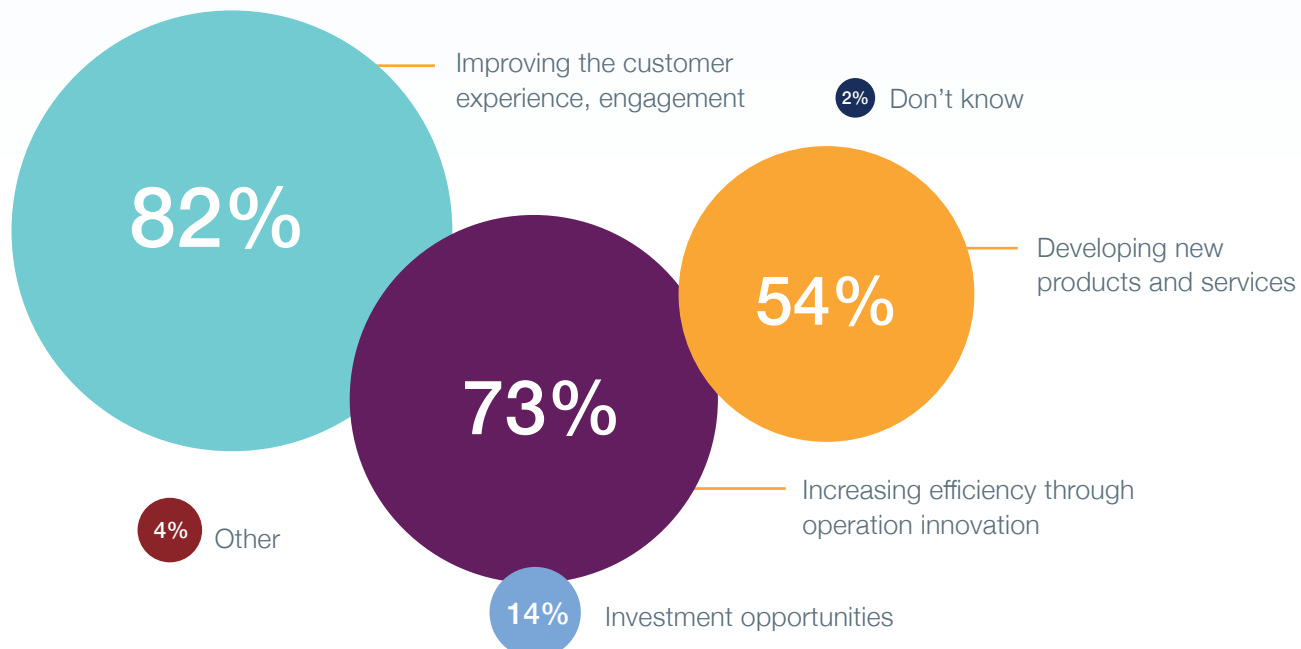 82%
Improving the customer
experience, engagement
2%
Don’t know
54%
Developing new
products and services
73%
Increasing efficiency through
operation innovation
4%
Other
14%
Investment opportunities